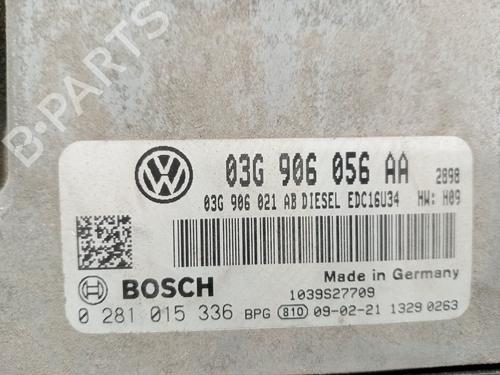 B-PARTS
03G 906 056 AA 2898
03G 906 021 AB DIESEL EDC16U34 HW: H09
BOSCH
Made in Germany
1039S27709
0 281 015 336 BPG 810 09-02-21 1329 0263